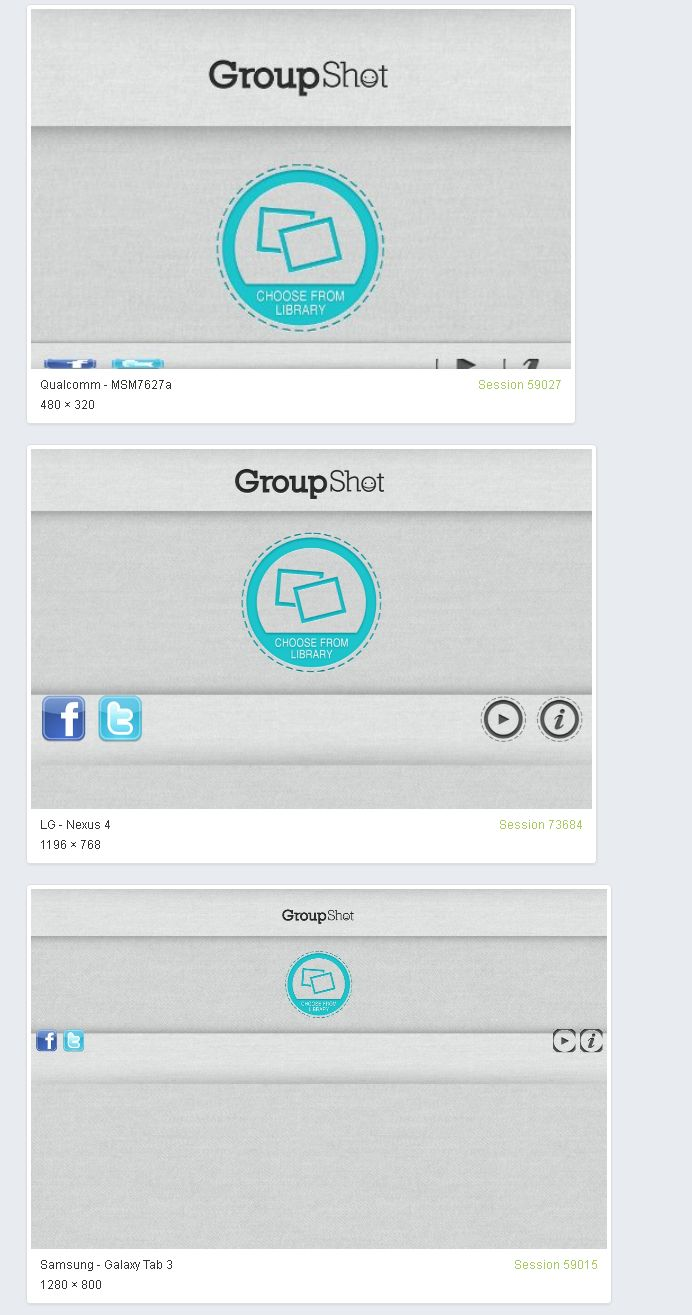 GroupShot
CHOOSE FROM
LIBRARY
Qualcomm - MSM7627a
Session 59027
480 × 320
GroupShot
CHOOSE FROM
LIBRARY
LG - Nexus 4
Session 73684
1196 × 768
GroupShot
CHOOSE FROM
LIBRARY
Samsung - Galaxy Tab 3
Session 59015
1280 × 800